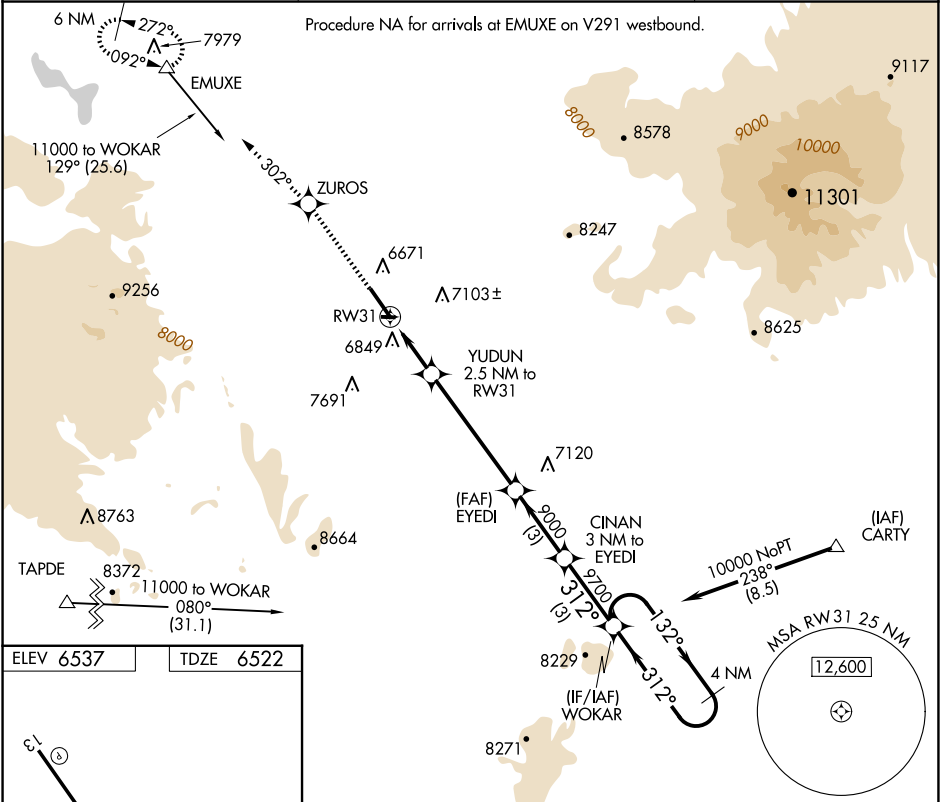 Procedure NA for arrivals at EMUXE on V291 westbound.
6 NM
272°
7979
092°
EMUXE
9117
8000
8578
9000
10000
11000 to WOKAR
129° (25.6)
302°
ZUROS
11301
8247
6671
9256
7103±
RW31
8625
8000
6849
YUDUN
2.5 NM to
RW31
7691
7120
(FAF)
EYEDI
9000
(3)
CINAN
3 NM to
EYEDI
(IAF)
CARTY
8763
8664
10000 NoPT
238°
(8.5)
TAPDE
8372
11000 to WOKAR
080°
(31.1)
9700
312°
(3)
132°
MSA RW31 25 NM
12,600
ELEV 6537
TDZE 6522
8229
312°
4 NM
(IF/IAF)
WOKAR
8271
13
P